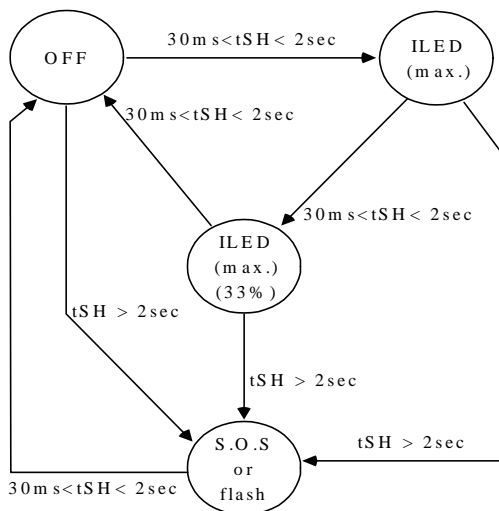 30ms<tSH< 2sec
OFF
ILED
(max.)
30ms<tSH< 2sec
30ms<tSH< 2sec
ILED
(max.)
(33%)
tSH > 2sec
tSH > 2sec
S.O.S
or
flash
tSH > 2sec
30ms<tSH< 2sec